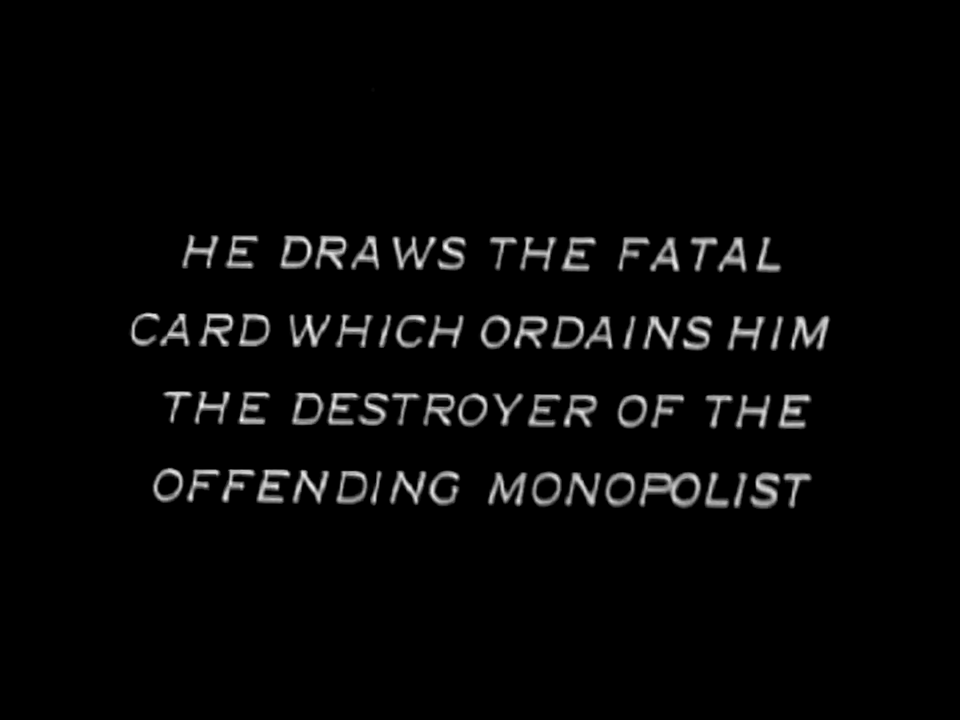 HE DRAWS THE FATAL
CARD WHICH ORDAINS HIM
THE DESTROYER OF THE
OFFENDING MONOPOLIST